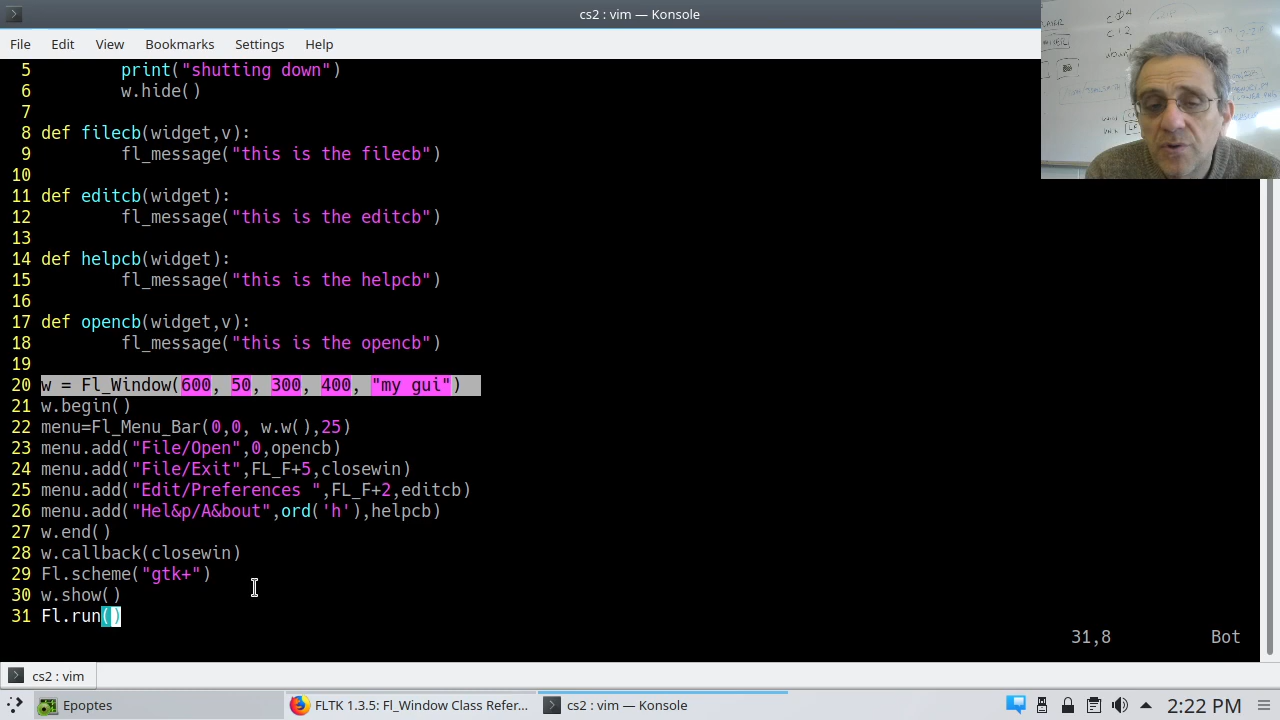 cs2 : vim — Konsole
File Edit View Bookmarks Settings Help
5 print("shutting down")
6 w.hide()
7
8 def filecb(widget,v):
9 fl_message("this is the filecb")
10
11 def editcb(widget):
12 fl_message("this is the editcb")
13
14 def helpcb(widget):
15 fl_message("this is the helpcb")
16
17 def opencb(widget,v):
18 fl_message("this is the opencb")
19
20 w = Fl_Window(600, 50, 300, 400, "my gui")
21 w.begin()
22 menu=Fl_Menu_Bar(0,0, w.w(),25)
23 menu.add("File/Open",0,opencb)
24 menu.add("File/Exit",FL_F+5,closewin)
25 menu.add("Edit/Preferences ",FL_F+2,editcb)
26 menu.add("Hel&p/A&bout",ord('h'),helpcb)
27 w.end()
28 w.callback(closewin)
29 Fl.scheme("gtk+")
30 w.show()
31 Fl.run()
31,8 Bot
cs2 : vim
Epoptes
FLTK 1.3.5: Fl_Window Class Refer...
cs2 : vim — Konsole
2:22 PM